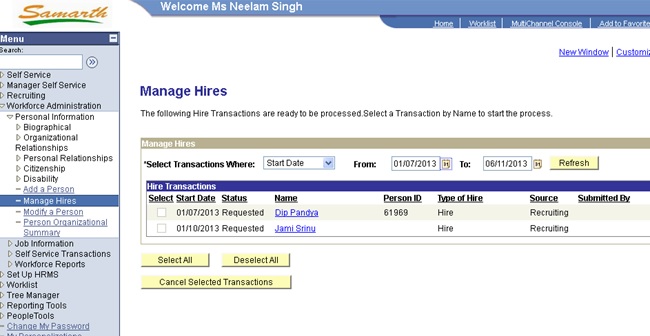 Samarth
Welcome Ms Neelam Singh
Home | Worklist | MultiChannel Console | Add to Favorite
Menu
Search:
New Window | Customiz
Self Service
Manager Self Service
Recruiting
Workforce Administration
Personal Information
Biographical
Organizational
Relationships
Personal Relationships
Citizenship
Disability
Add a Person
Manage Hires
Modify a Person
Person Organizational
Summary
Job Information
Self Service Transactions
Workforce Reports
Set Up HRMS
Worklist
Tree Manager
Reporting Tools
PeopleTools
Change My Password
My Personalizations
Manage Hires
The following Hire Transactions are ready to be processed.Select a Transaction by Name to start the process.
Manage Hires
*Select Transactions Where: Start Date From: 01/07/2013 To: 06/11/2013 Refresh
Hire Transactions
Select Start Date Status Name Person ID Type of Hire Source Submitted By
01/07/2013 Requested Dip Pandya 61969 Hire Recruiting
01/10/2013 Requested Jami Srinu Hire Recruiting
Select All Deselect All
Cancel Selected Transactions